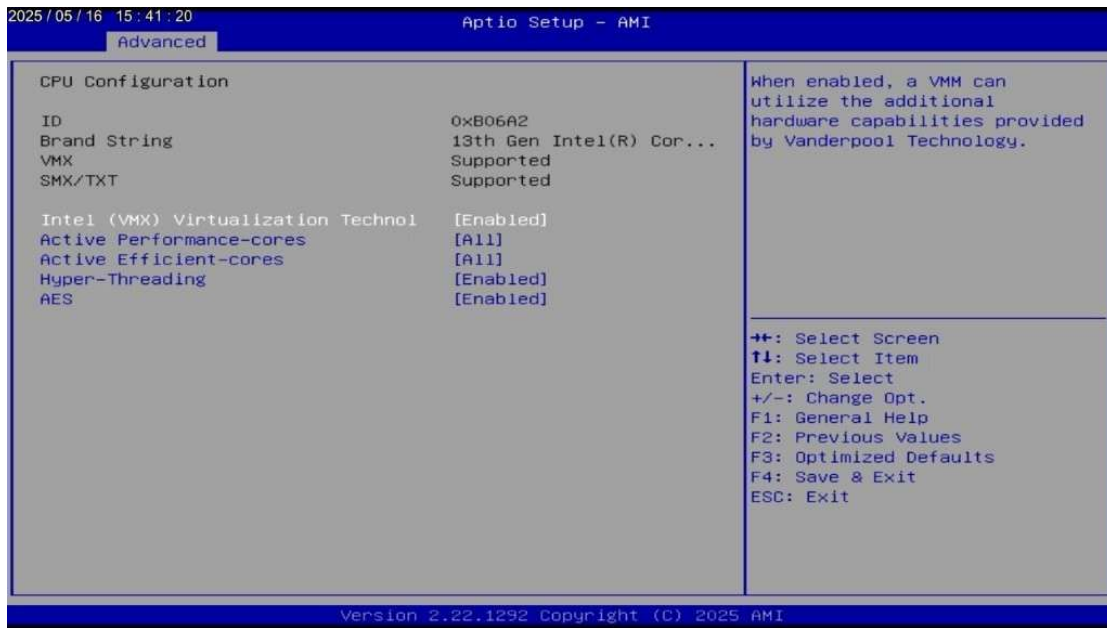 2025/05/16 15:41:20
Aptio Setup - AMI
Advanced
CPU Configuration
ID 0xB06A2
Brand String 13th Gen Intel(R) Cor...
VMX Supported
SMX/TXT Supported
Intel (VMX) Virtualization Technol [Enabled]
Active Performance-cores [All]
Active Efficient-cores [All]
Hyper-Threading [Enabled]
AES [Enabled]
When enabled, a VMM can
utilize the additional
hardware capabilities provided
by Vanderpool Technology.
→←: Select Screen
↑↓: Select Item
Enter: Select
+/-: Change Opt.
F1: General Help
F2: Previous Values
F3: Optimized Defaults
F4: Save & Exit
ESC: Exit
Version 2.22.1292 Copyright (C) 2025 AMI